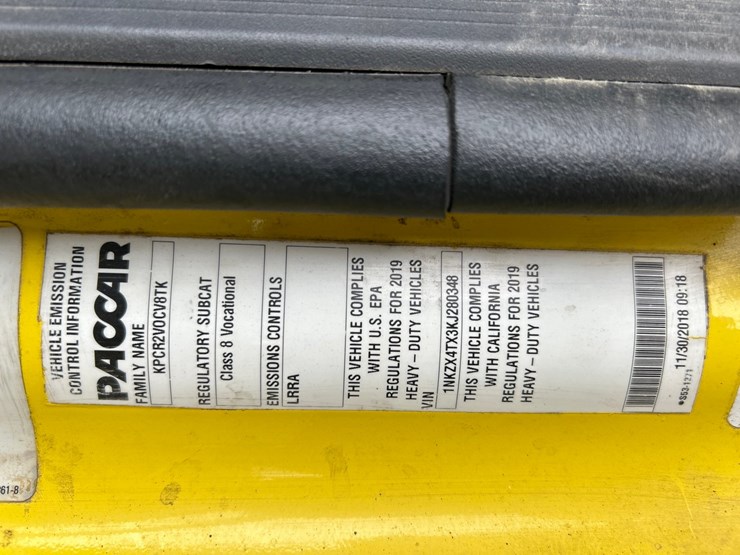 VEHICLE EMISSION
CONTROL INFORMATION
PACCAR
FAMILY NAME
KPCR2VOCV8TK
REGULATORY SUBCAT
Class 8 Vocational
EMISSIONS CONTROLS
LRRA
THIS VEHICLE COMPLIES
WITH U.S. EPA
REGULATIONS FOR 2019
HEAVY – DUTY VEHICLES
VIN
1NKZX4TX3KJ280348
THIS VEHICLE COMPLIES
WITH CALIFORNIA
REGULATIONS FOR 2019
HEAVY – DUTY VEHICLES
*S53-1271
11/30/2018 09:18